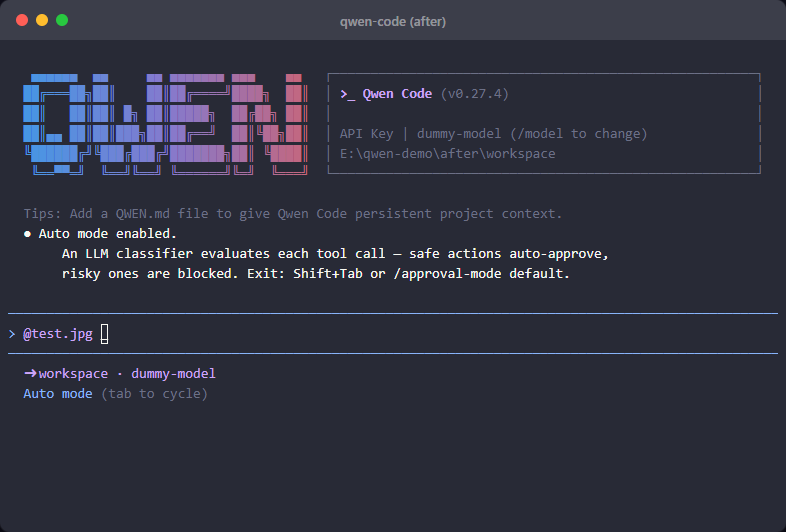 qwen-code (after)
QWEN
>_ Qwen Code (v0.27.4)
API Key | dummy-model (/model to change)
E:\qwen-demo\after\workspace
Tips: Add a QWEN.md file to give Qwen Code persistent project context.
● Auto mode enabled.
An LLM classifier evaluates each tool call — safe actions auto-approve,
risky ones are blocked. Exit: Shift+Tab or /approval-mode default.
> @test.jpg
➜workspace · dummy-model
Auto mode (tab to cycle)